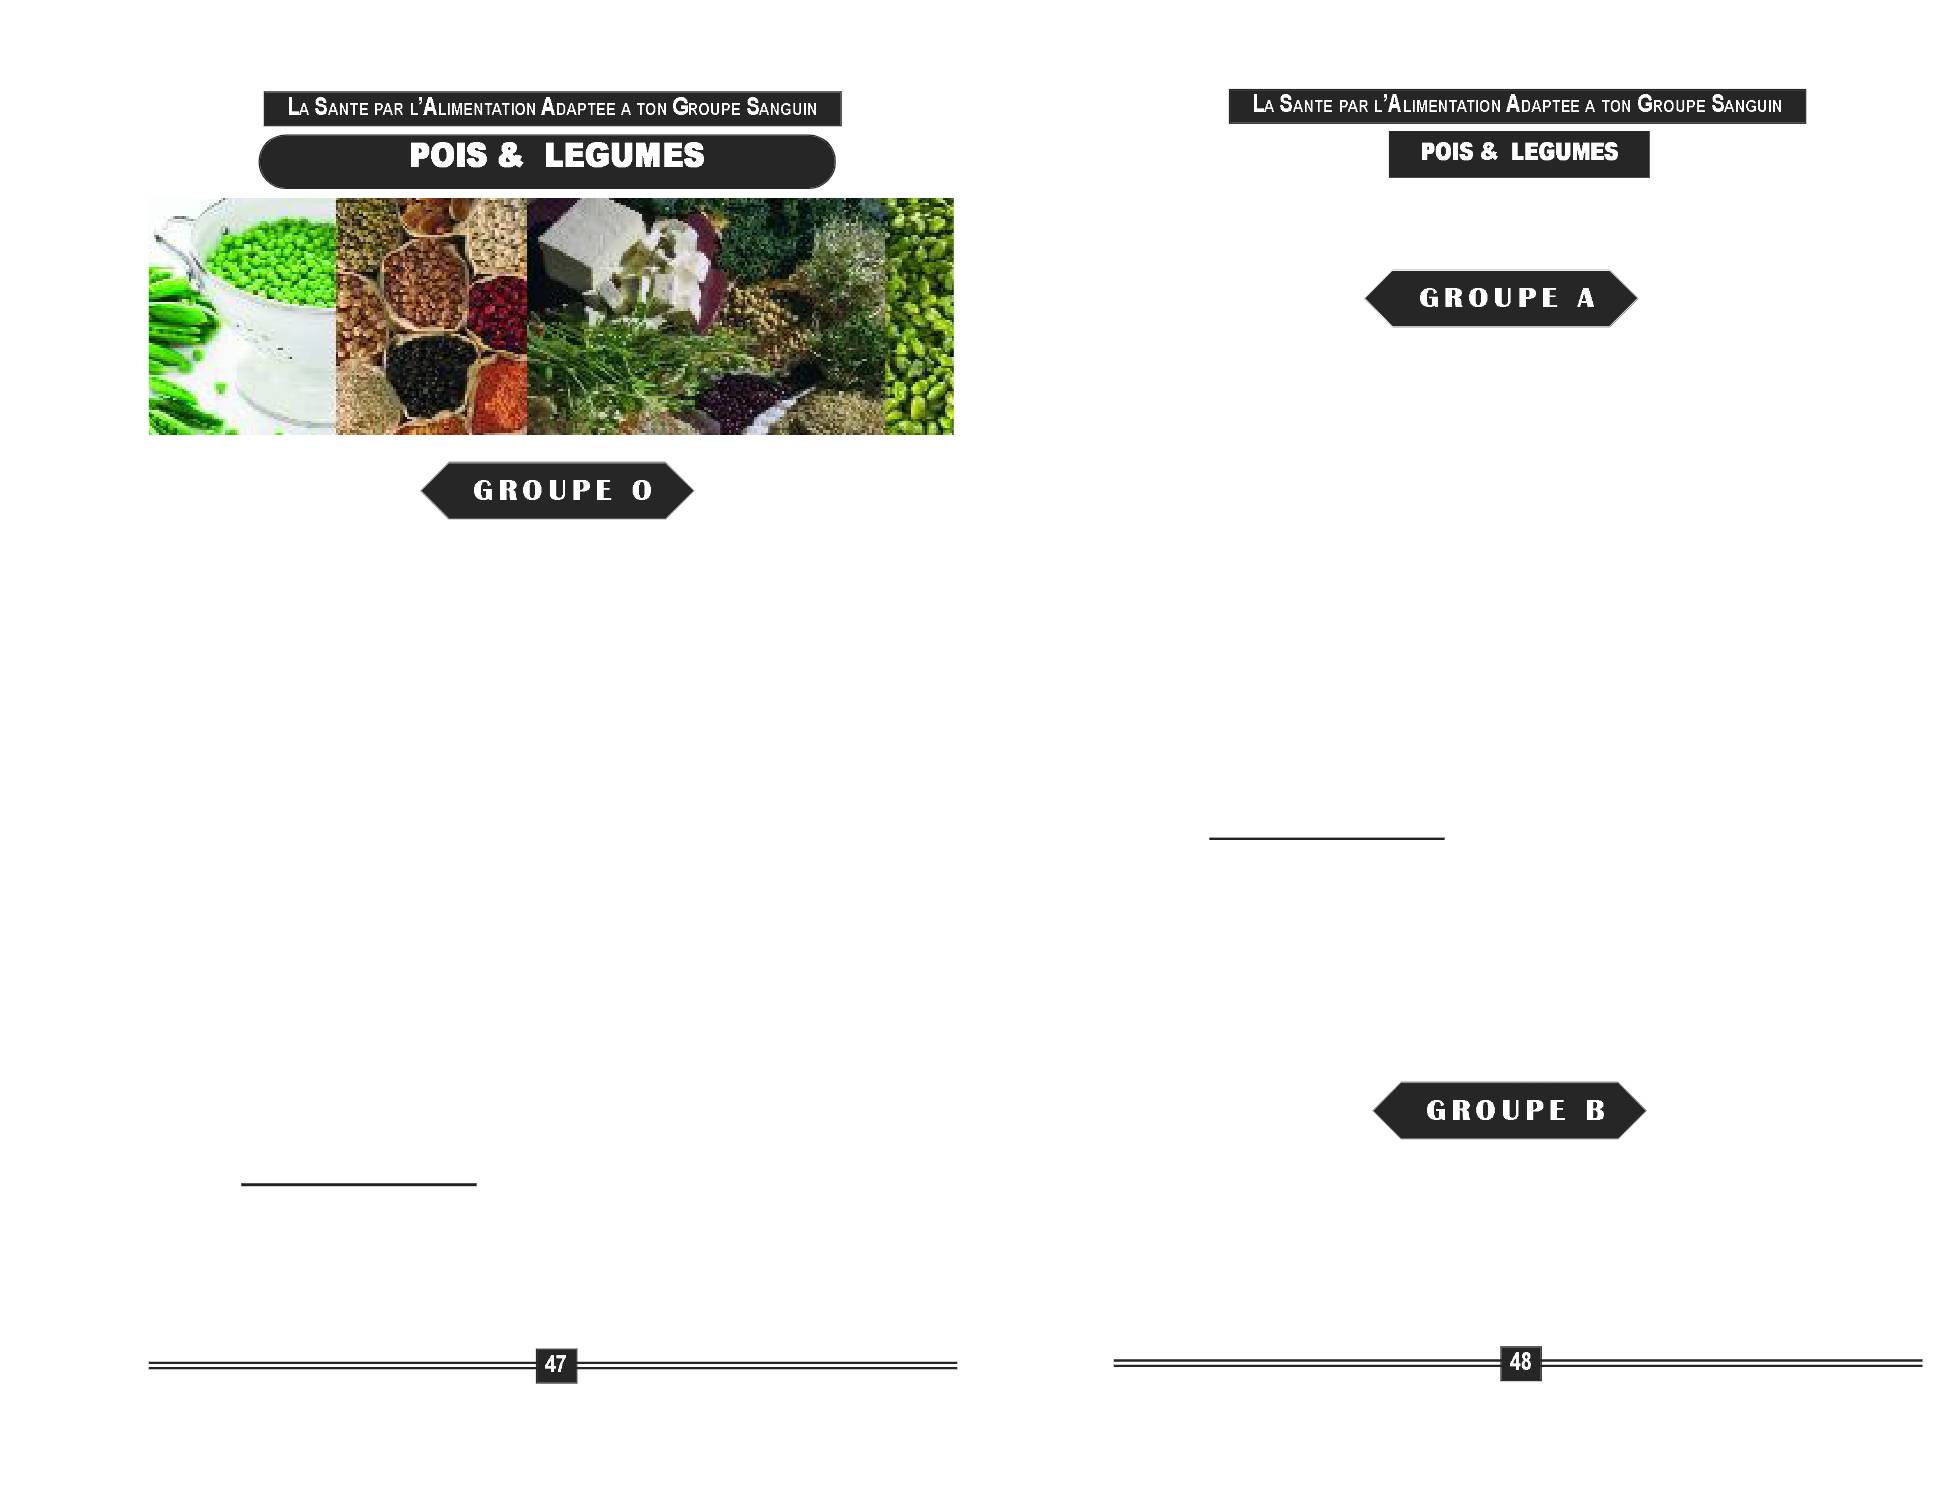 La Sante par l’Alimentation Adaptee a ton Groupe Sanguin
POIS & LEGUMES
GROUPE O
47
La Sante par l’Alimentation Adaptee a ton Groupe Sanguin
POIS & LEGUMES
GROUPE A
GROUPE B
48